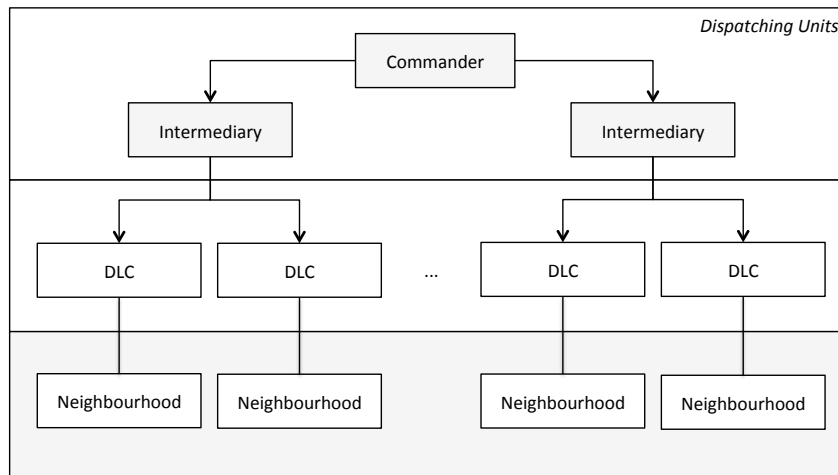 Dispatching Units
Commander
Intermediary
Intermediary
DLC
DLC
...
DLC
DLC
Neighbourhood
Neighbourhood
Neighbourhood
Neighbourhood